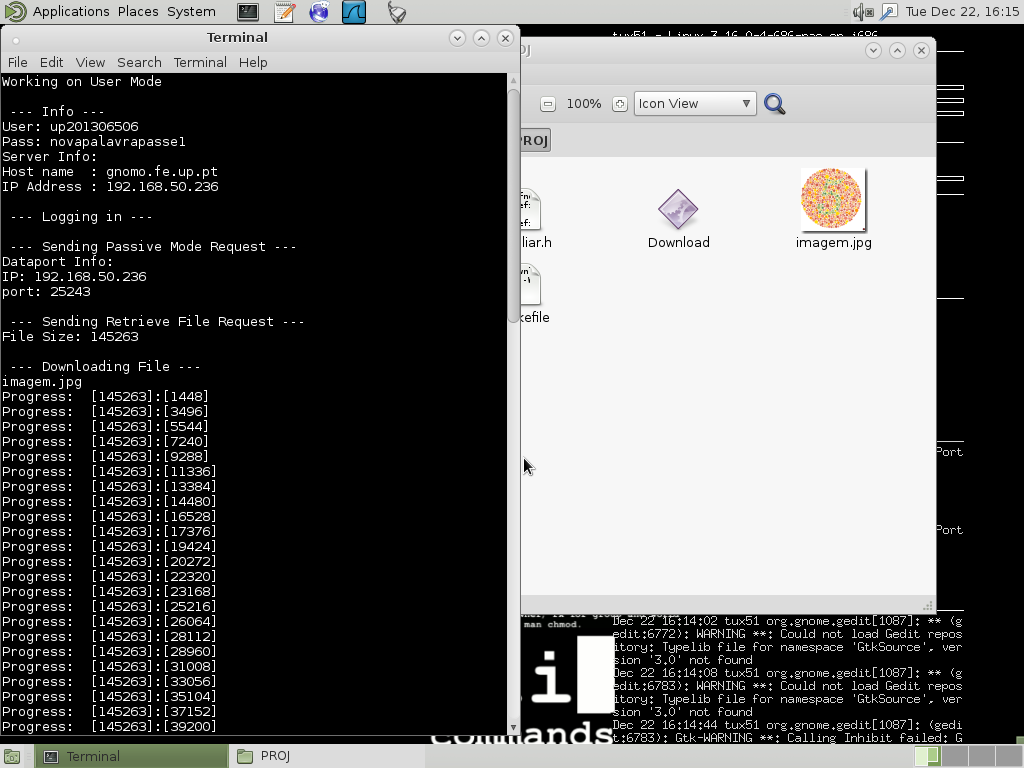 Applications Places System
Tue Dec 22, 16:15
tux51 - Linux 3.16.0-4-686-pae on i686
Terminal
File Edit View Search Terminal Help
Working on User Mode
--- Info ---
User: up201306506
Pass: novapalavrapasse1
Server Info:
Host name  : gnomo.fe.up.pt
IP Address : 192.168.50.236
--- Logging in ---
--- Sending Passive Mode Request ---
Dataport Info:
IP: 192.168.50.236
port: 25243
--- Sending Retrieve File Request ---
File Size: 145263
--- Downloading File ---
imagem.jpg
Progress:  [145263]:[1448]
Progress:  [145263]:[3496]
Progress:  [145263]:[5544]
Progress:  [145263]:[7240]
Progress:  [145263]:[9288]
Progress:  [145263]:[11336]
Progress:  [145263]:[13384]
Progress:  [145263]:[14480]
Progress:  [145263]:[16528]
Progress:  [145263]:[17376]
Progress:  [145263]:[19424]
Progress:  [145263]:[20272]
Progress:  [145263]:[22320]
Progress:  [145263]:[23168]
Progress:  [145263]:[25216]
Progress:  [145263]:[26064]
Progress:  [145263]:[28112]
Progress:  [145263]:[28960]
Progress:  [145263]:[31008]
Progress:  [145263]:[33056]
Progress:  [145263]:[35104]
Progress:  [145263]:[37152]
Progress:  [145263]:[39200]
OJ
100%
Icon View
PROJ
liar.h
Download
imagem.jpg
kefile
Port
Port
man chmod.
i
commands
Dec 22 16:14:02 tux51 org.gnome.gedit[1087]: ** (g
edit:6772): WARNING **: Could not load Gedit repos
itory: Typelib file for namespace 'GtkSource', ver
sion '3.0' not found
Dec 22 16:14:08 tux51 org.gnome.gedit[1087]: ** (g
edit:6783): WARNING **: Could not load Gedit repos
itory: Typelib file for namespace 'GtkSource', ver
sion '3.0' not found
Dec 22 16:14:44 tux51 org.gnome.gedit[1087]: (gedi
t:6783): Gtk-WARNING **: Calling Inhibit failed: G
Terminal
PROJ